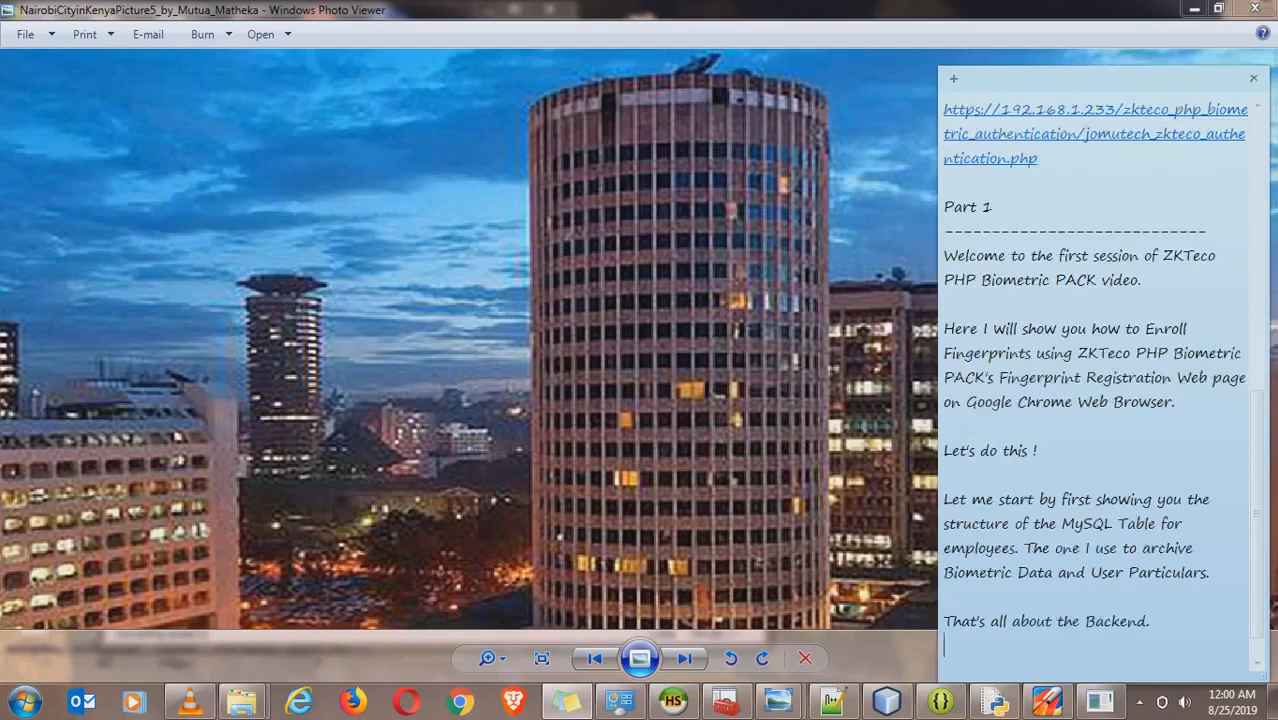 NairobiCityinKenyaPicture5_by_Mutua_Matheka - Windows Photo Viewer
File
Print
E-mail
Burn
Open
https://192.168.1.233/zkteco_php_biome
tric_authentication/jomutech_zkteco_authe
ntication.php
Part 1
---------------------------
Welcome to the first session of ZKTeco
PHP Biometric PACK video.
Here I will show you how to Enroll
Fingerprints using ZKTeco PHP Biometric
PACK's Fingerprint Registration Web page
on Google Chrome Web Browser.
Let's do this !
Let me start by first showing you the
structure of the MySQL Table for
employees. The one I use to archive
Biometric Data and User Particulars.
That's all about the Backend.
HS
12:00 AM
8/25/2019